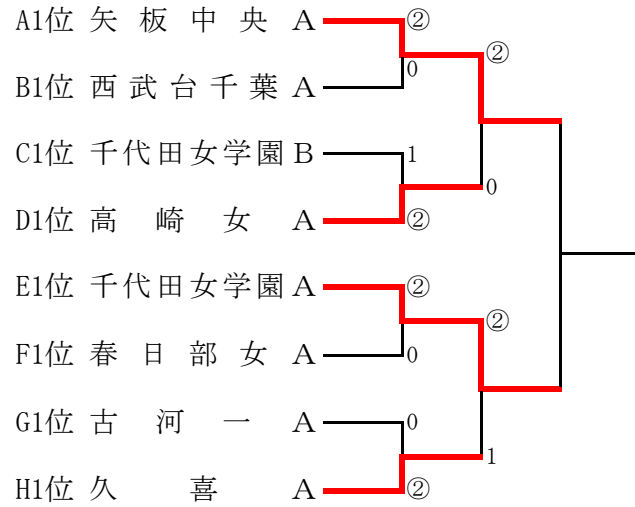 A1位 矢板中央 A ②
②
B1位 西武台千葉 A 0
C1位 千代田女学園 B 1
0
D1位 高崎女 A ②
E1位 千代田女学園 A ②
②
F1位 春日部女 A 0
G1位 古河一 A 0
1
H1位 久喜 A ②